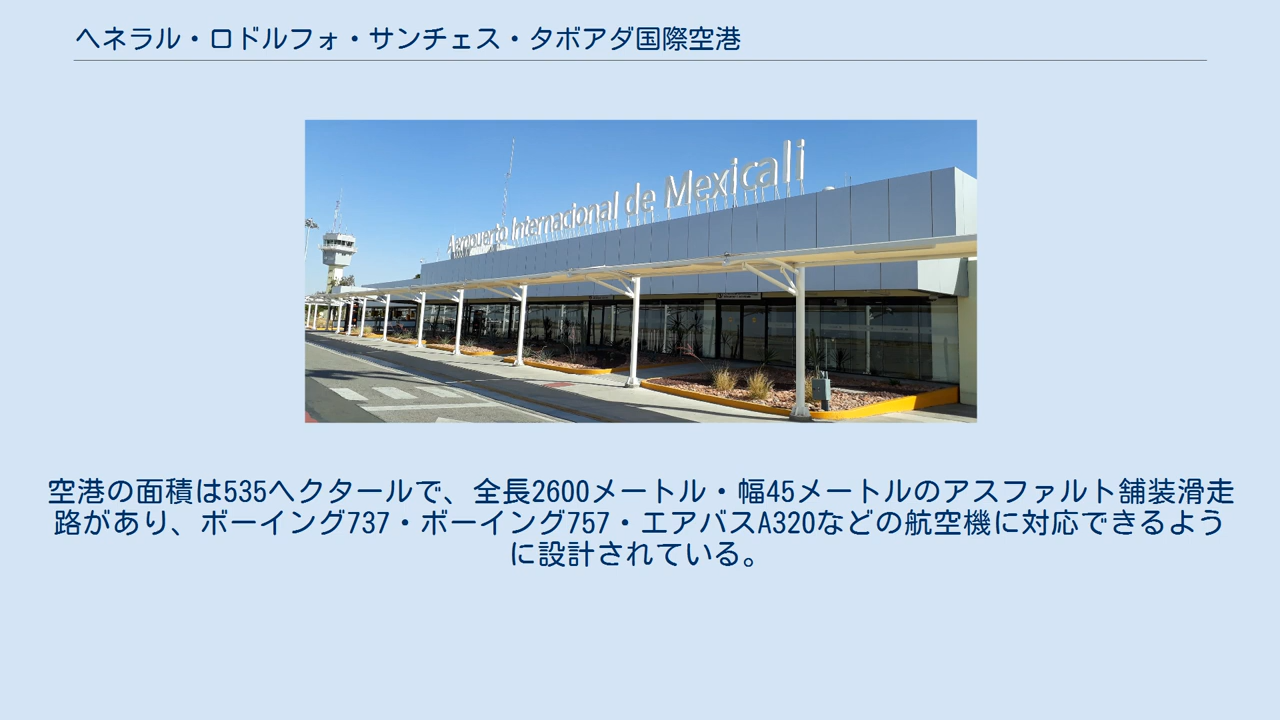 ヘネラル・ロドルフォ・サンチェス・タボアダ国際空港
Aeropuerto Internacional de Mexicali
空港の面積は535ヘクタールで、全長2600メートル・幅45メートルのアスファルト舗装滑走
路があり、ボーイング737・ボーイング757・エアバスA320などの航空機に対応できるよう
に設計されている。